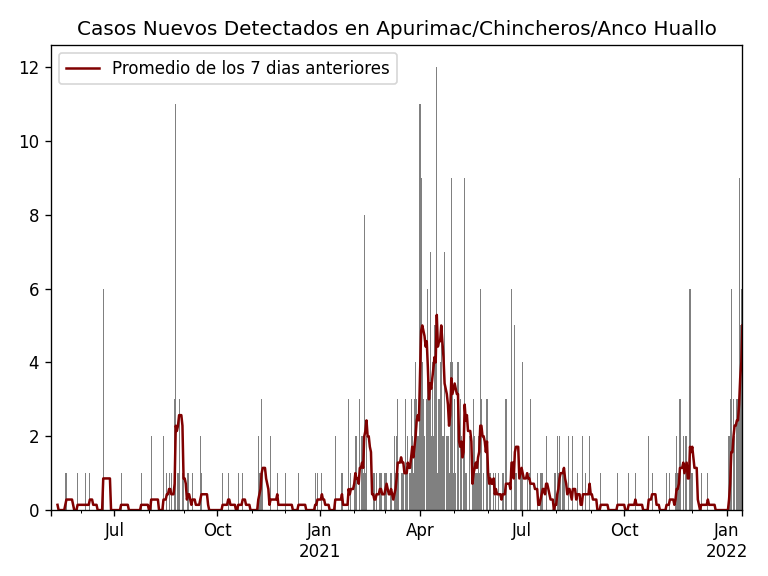 Casos Nuevos Detectados en Apurimac/Chincheros/Anco Huallo
Promedio de los 7 dias anteriores
12
10
8
6
4
2
0
Jul Oct Jan Apr Jul Oct Jan
2021 2022